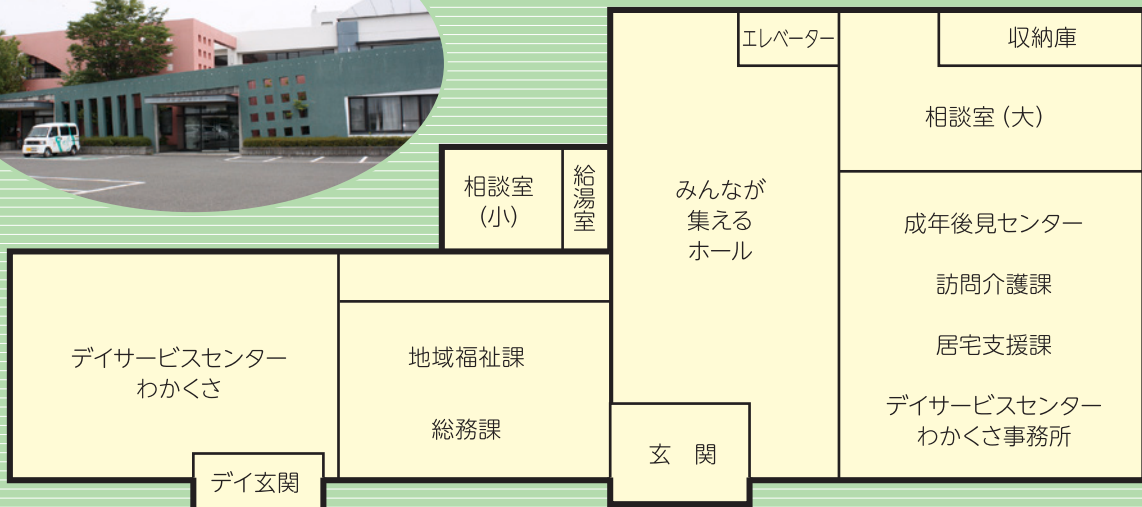 エレベーター
収納庫
相談室（大）
相談室
（小）
給湯室
みんなが
集える
ホール
成年後見センター
訪問介護課
居宅支援課
デイサービスセンター
わかくさ事務所
デイサービスセンター
わかくさ
地域福祉課
総務課
玄　関
デイ玄関